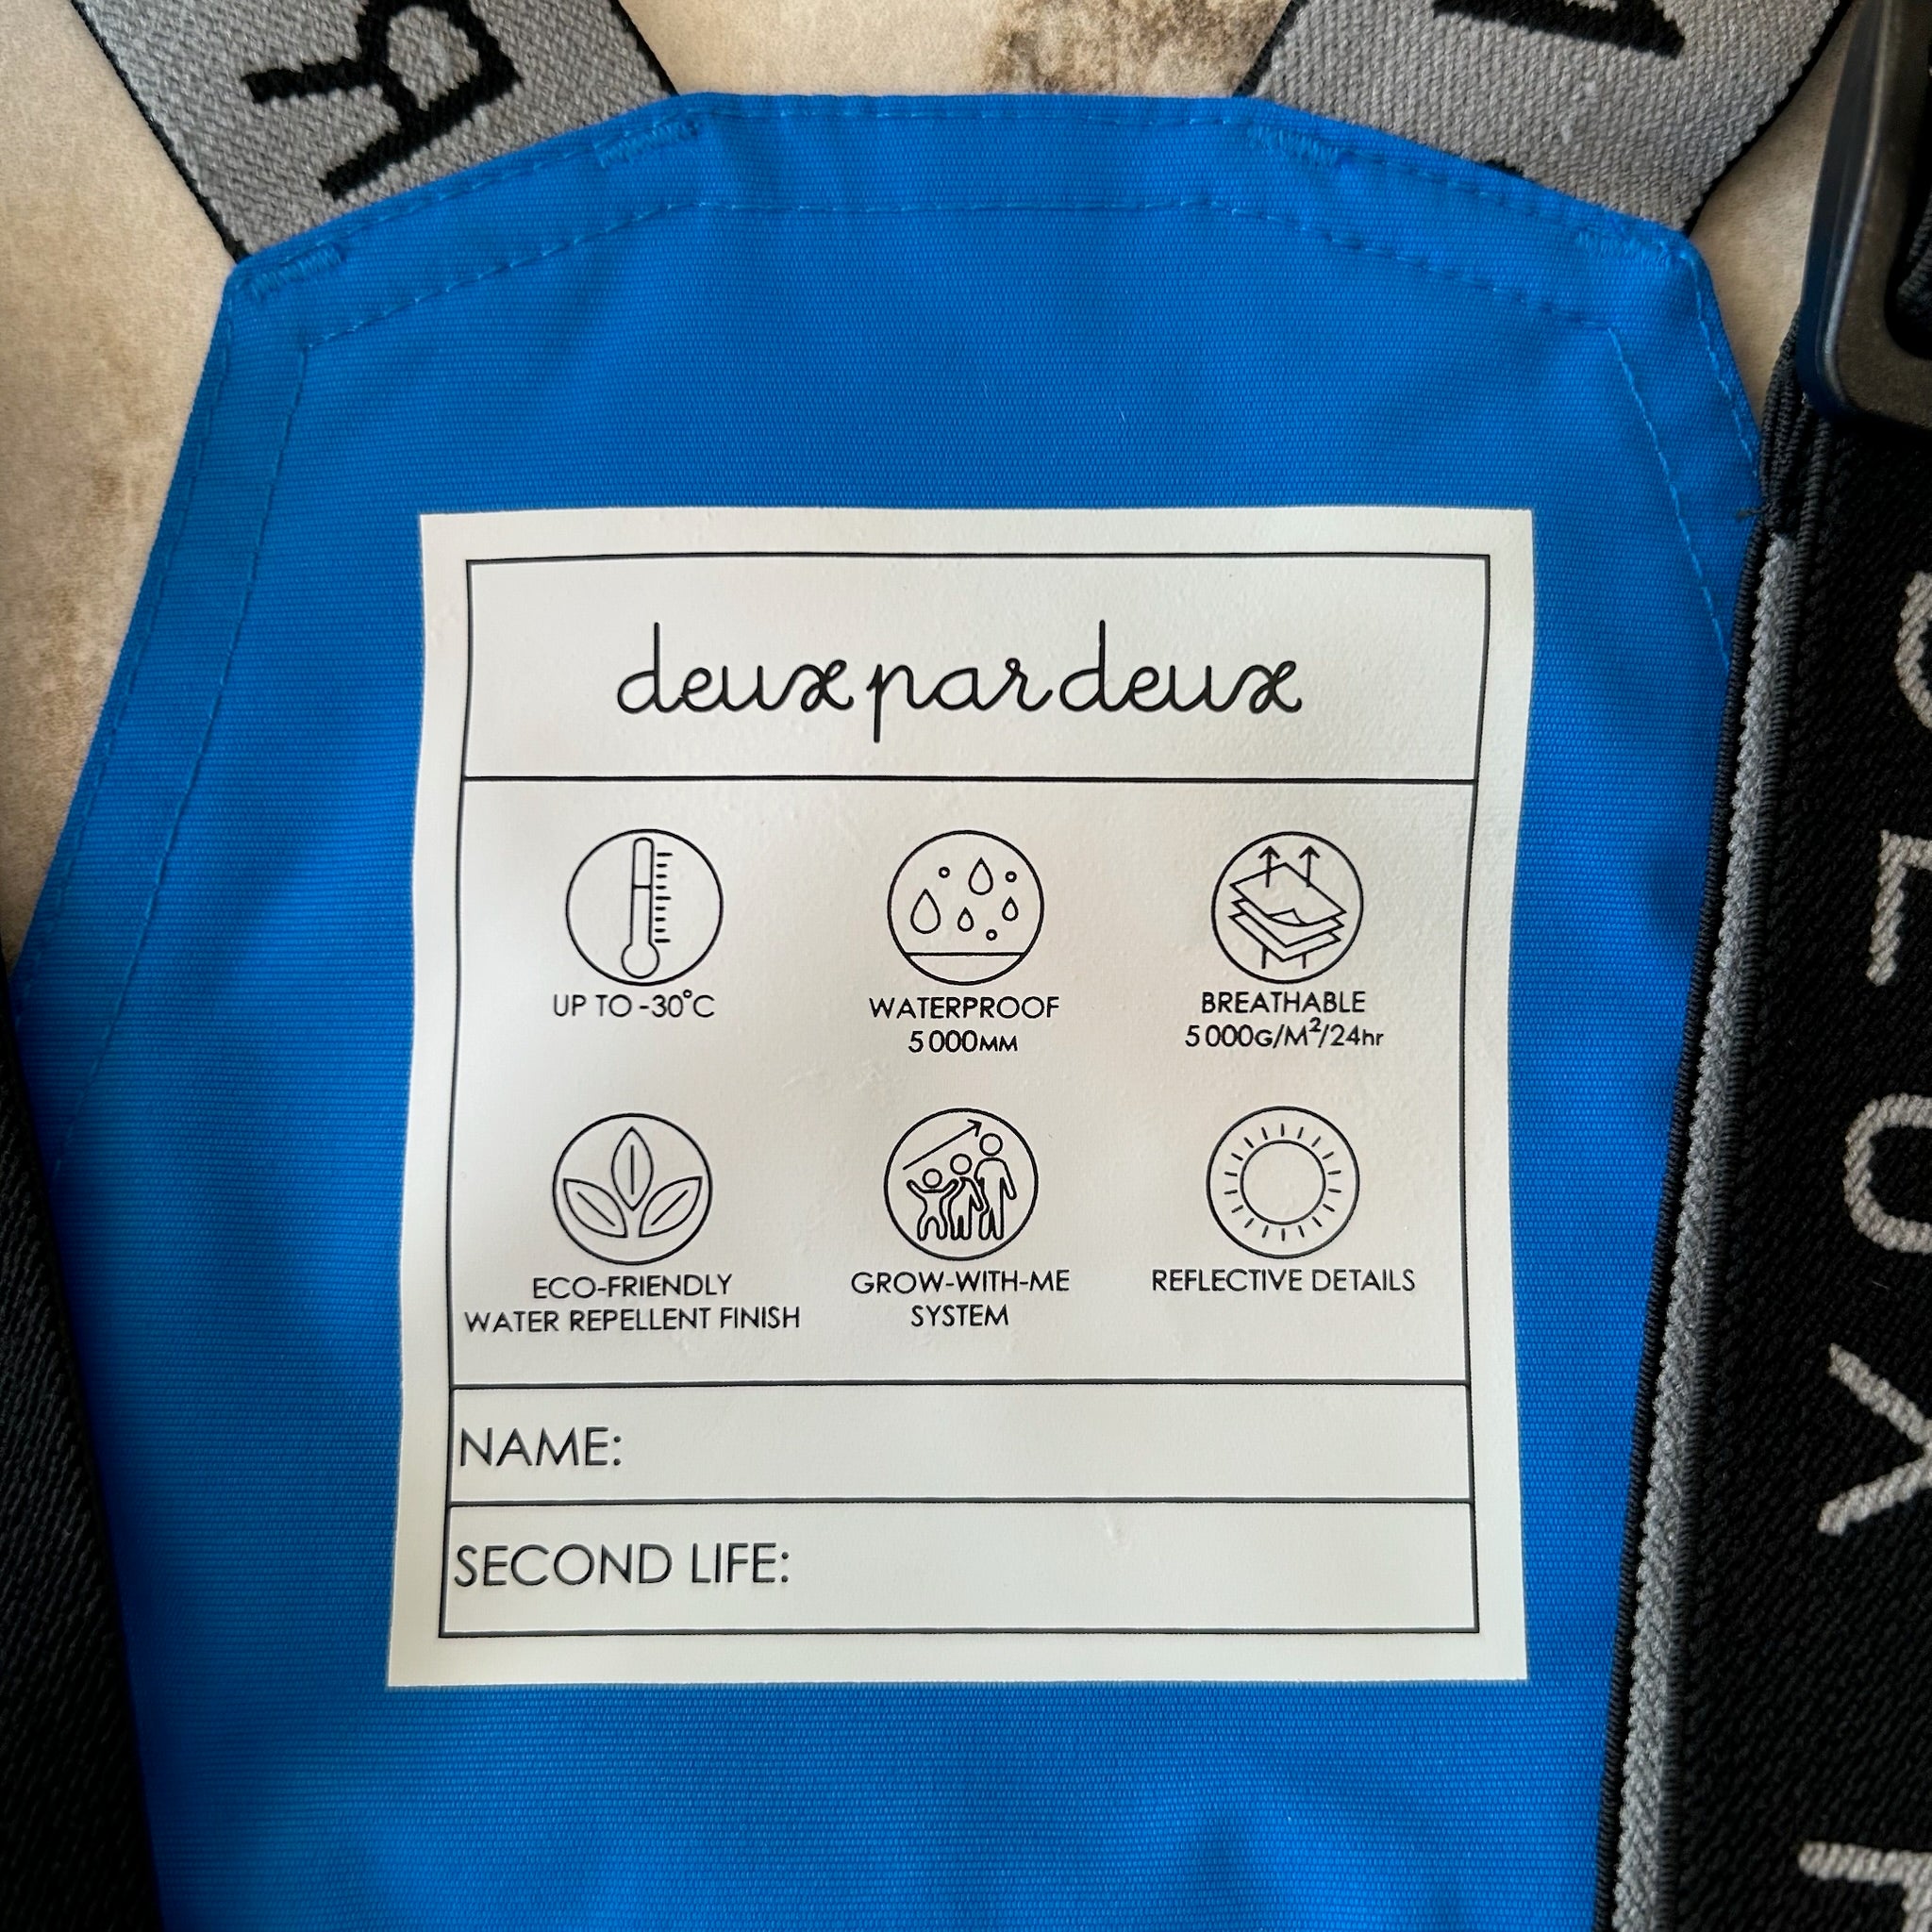 deux par deux
UP TO -30°C
WATERPROOF
5 000MM
BREATHABLE
5 000G/M²/24hr
ECO-FRIENDLY
WATER REPELLENT FINISH
GROW-WITH-ME
SYSTEM
REFLECTIVE DETAILS
NAME:
SECOND LIFE: